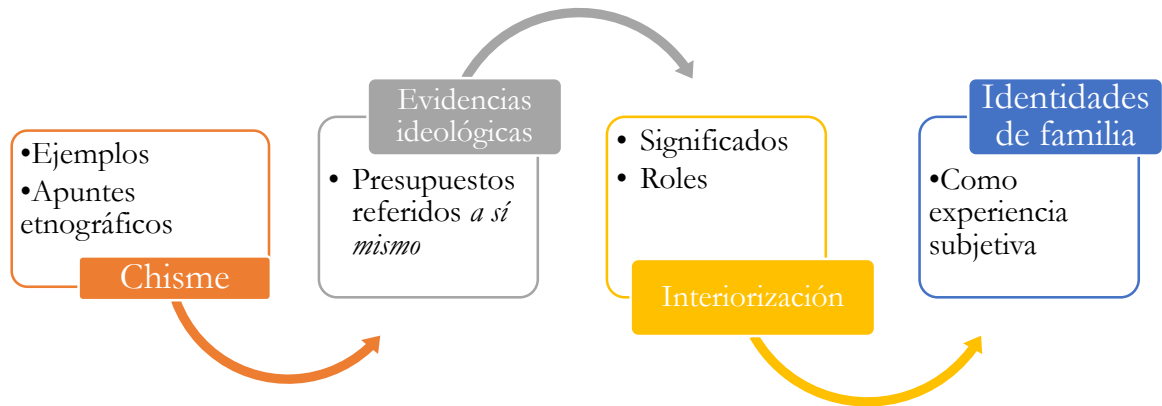 •Ejemplos
•Apuntes
etnográficos
Chisme
Evidencias
ideológicas
• Presupuestos
referidos a sí
mismo
• Significados
• Roles
Interiorización
Identidades
de familia
•Como
experiencia
subjetiva